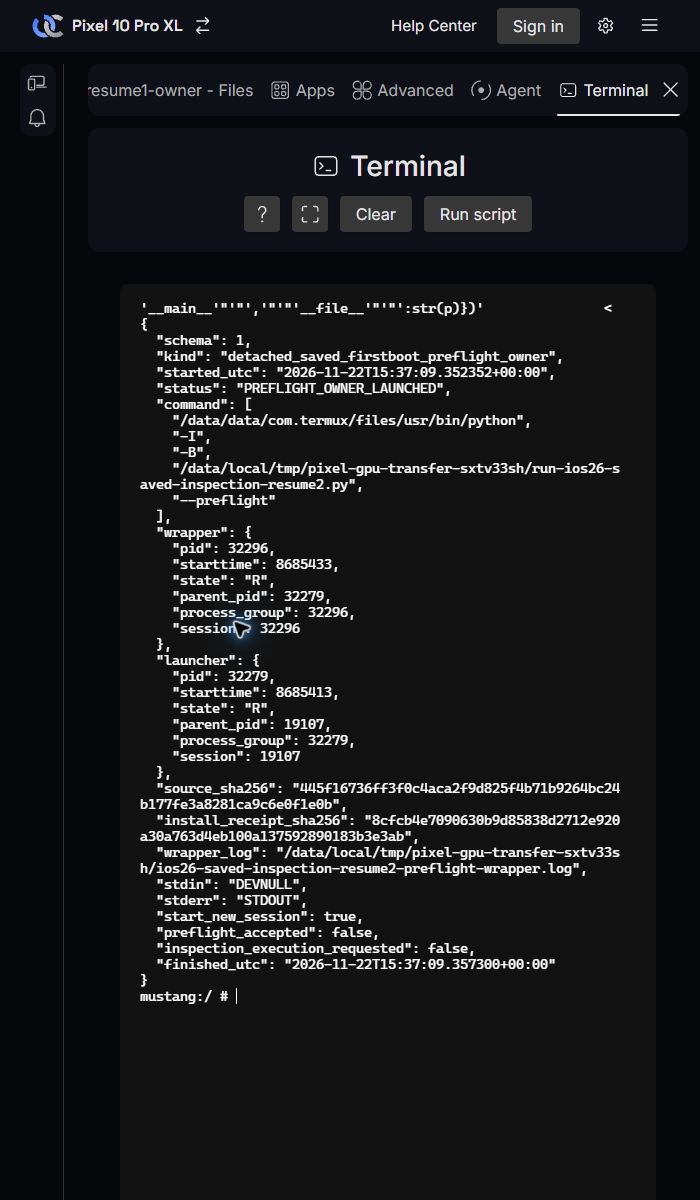 Pixel 10 Pro XL
Help Center
Sign in
resume1-owner - Files
Apps
Advanced
Agent
Terminal
Terminal
?
Clear
Run script
'__main__'"'"','"'"'__file__'"'"':str(p)})' <
{
"schema": 1,
"kind": "detached_saved_firstboot_preflight_owner",
"started_utc": "2026-11-22T15:37:09.352352+00:00",
"status": "PREFLIGHT_OWNER_LAUNCHED",
"command": [
"/data/data/com.termux/files/usr/bin/python",
"-I",
"-B",
"/data/local/tmp/pixel-gpu-transfer-sxtv33sh/run-ios26-s
aved-inspection-resume2.py",
"--preflight"
],
"wrapper": {
"pid": 32296,
"starttime": 8685433,
"state": "R",
"parent_pid": 32279,
"process_group": 32296,
"session": 32296
},
"launcher": {
"pid": 32279,
"starttime": 8685413,
"state": "R",
"parent_pid": 19107,
"process_group": 32279,
"session": 19107
},
"source_sha256": "445f16736ff3f0c4aca2f9d825f4b71b9264bc24
b177fe3a8281ca9c6e0f1e0b",
"install_receipt_sha256": "8cfcb4e7090630b9d85838d2712e920
a30a763d4eb100a137592890183b3e3ab",
"wrapper_log": "/data/local/tmp/pixel-gpu-transfer-sxtv33s
h/ios26-saved-inspection-resume2-preflight-wrapper.log",
"stdin": "DEVNULL",
"stderr": "STDOUT",
"start_new_session": true,
"preflight_accepted": false,
"inspection_execution_requested": false,
"finished_utc": "2026-11-22T15:37:09.357300+00:00"
}
mustang:/ #